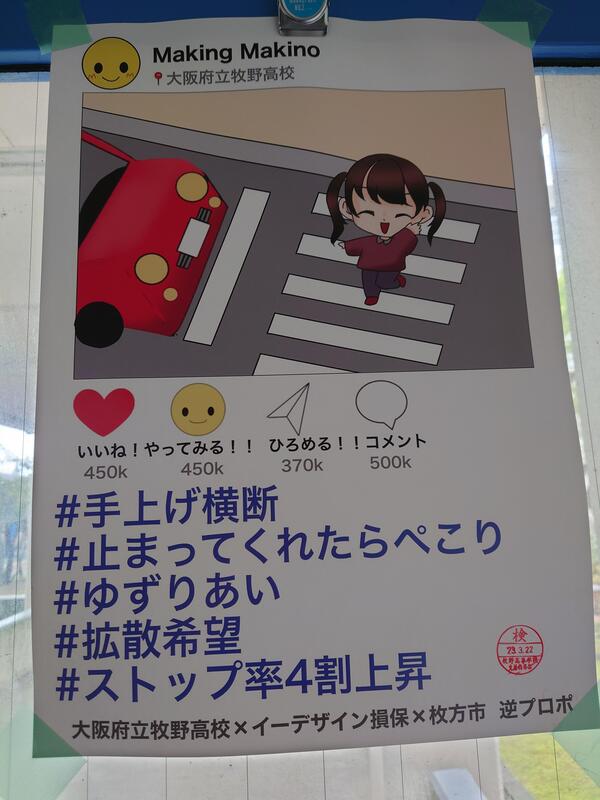 Making Makino
大阪府立牧野高校
いいね！やってみる！！ ひろめる！！コメント
450k 450k 370k 500k
#手上げ横断
#止まってくれたらぺこり
#ゆずりあい
#拡散希望
#ストップ率4割上昇
検
23.3.22
大阪府立牧野高校×イーデザイン損保×枚方市 逆プロポ